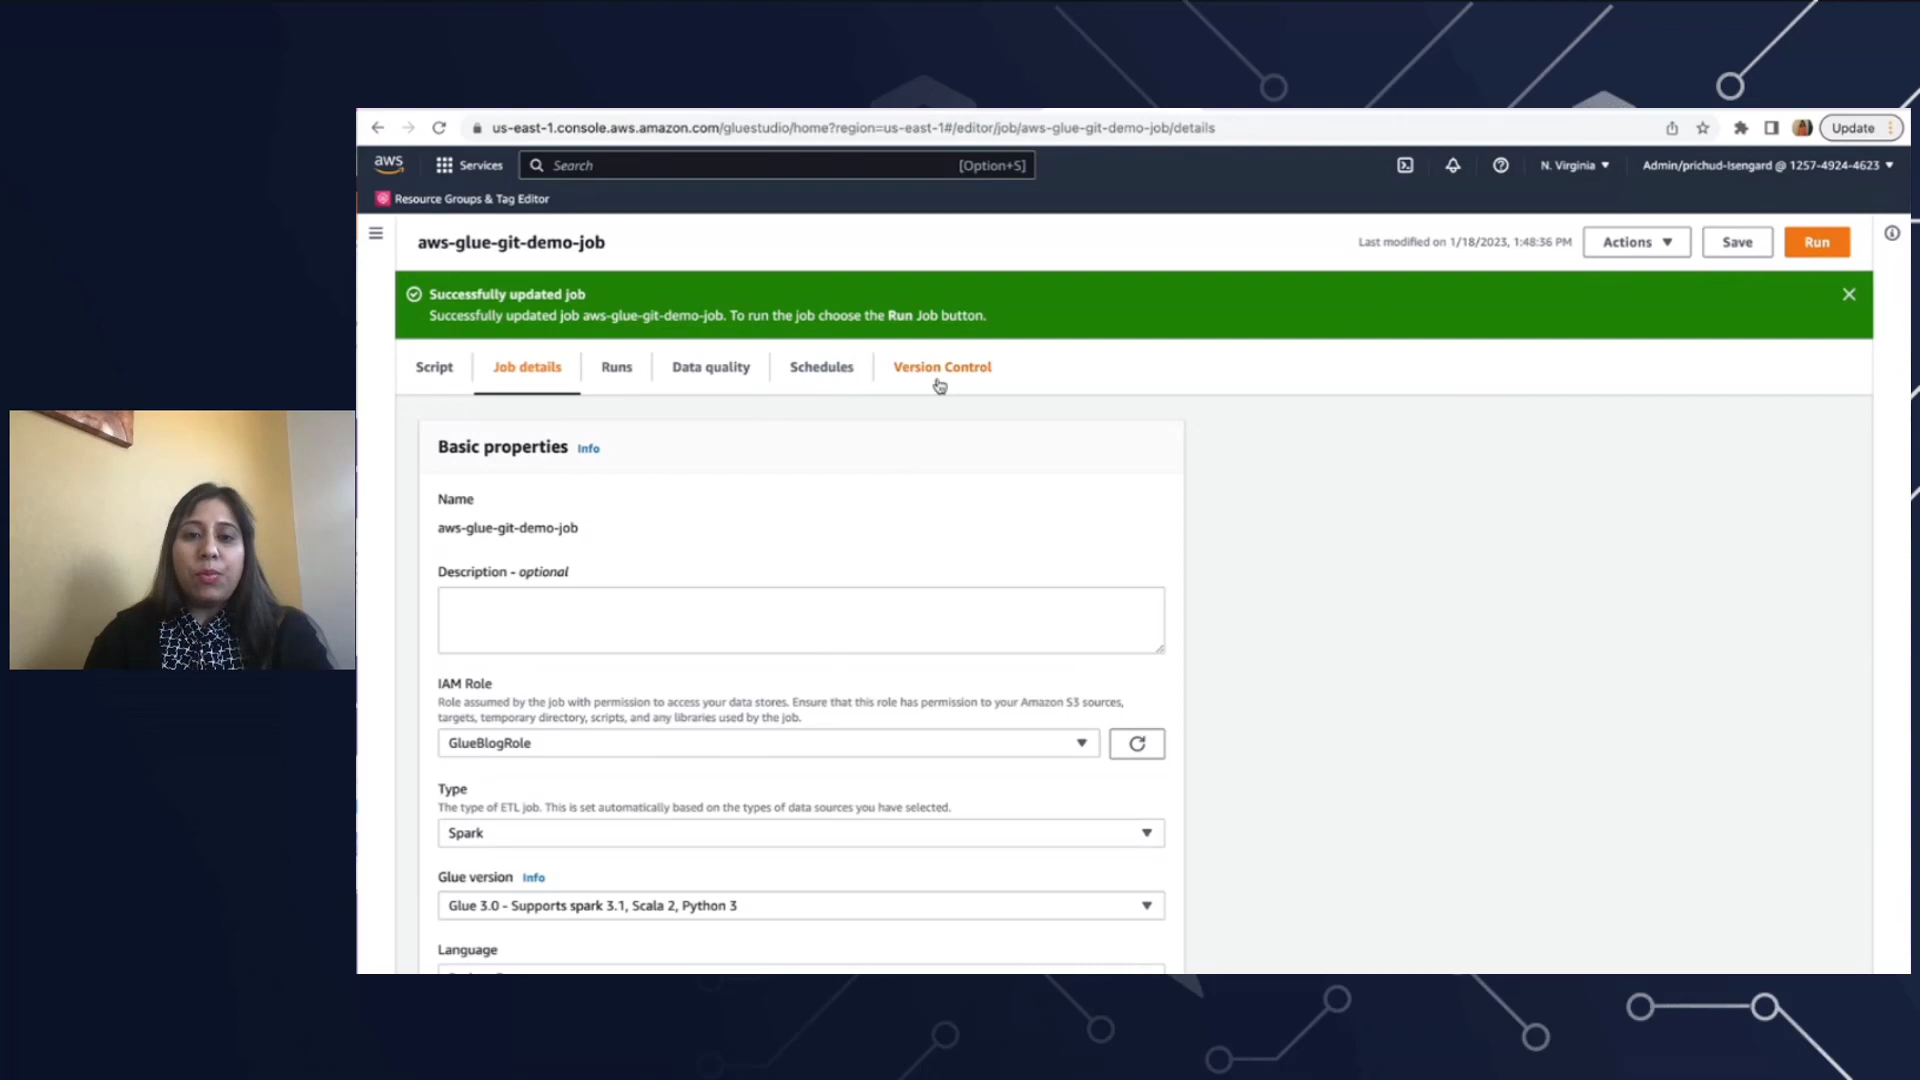 us-east-1.console.aws.amazon.com/gluestudio/home?region=us-east-1#/editor/job/aws-glue-git-demo-job/details
Update
aws
Services
Search
[Option+S]
N. Virginia
Admin/prichud-Isengard @ 1257-4924-4623
Resource Groups & Tag Editor
aws-glue-git-demo-job
Last modified on 1/18/2023, 1:48:36 PM
Actions
Save
Run
Successfully updated job
Successfully updated job aws-glue-git-demo-job. To run the job choose the Run Job button.
Script
Job details
Runs
Data quality
Schedules
Version Control
Basic properties Info
Name
aws-glue-git-demo-job
Description - optional
IAM Role
Role assumed by the job with permission to access your data stores. Ensure that this role has permission to your Amazon S3 sources,
targets, temporary directory, scripts, and any libraries used by the job.
GlueBlogRole
Type
The type of ETL job. This is set automatically based on the types of data sources you have selected.
Spark
Glue version Info
Glue 3.0 - Supports spark 3.1, Scala 2, Python 3
Language